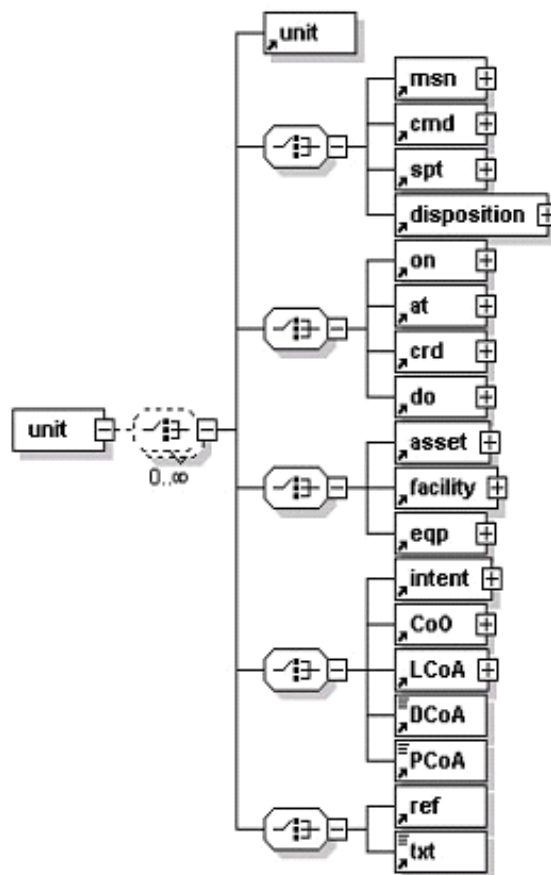 unit
msn
cmd
spt
disposition
on
at
crd
do
unit
0..∞
asset
facility
eqp
intent
CoO
LCoA
DCoA
PCoA
ref
txt